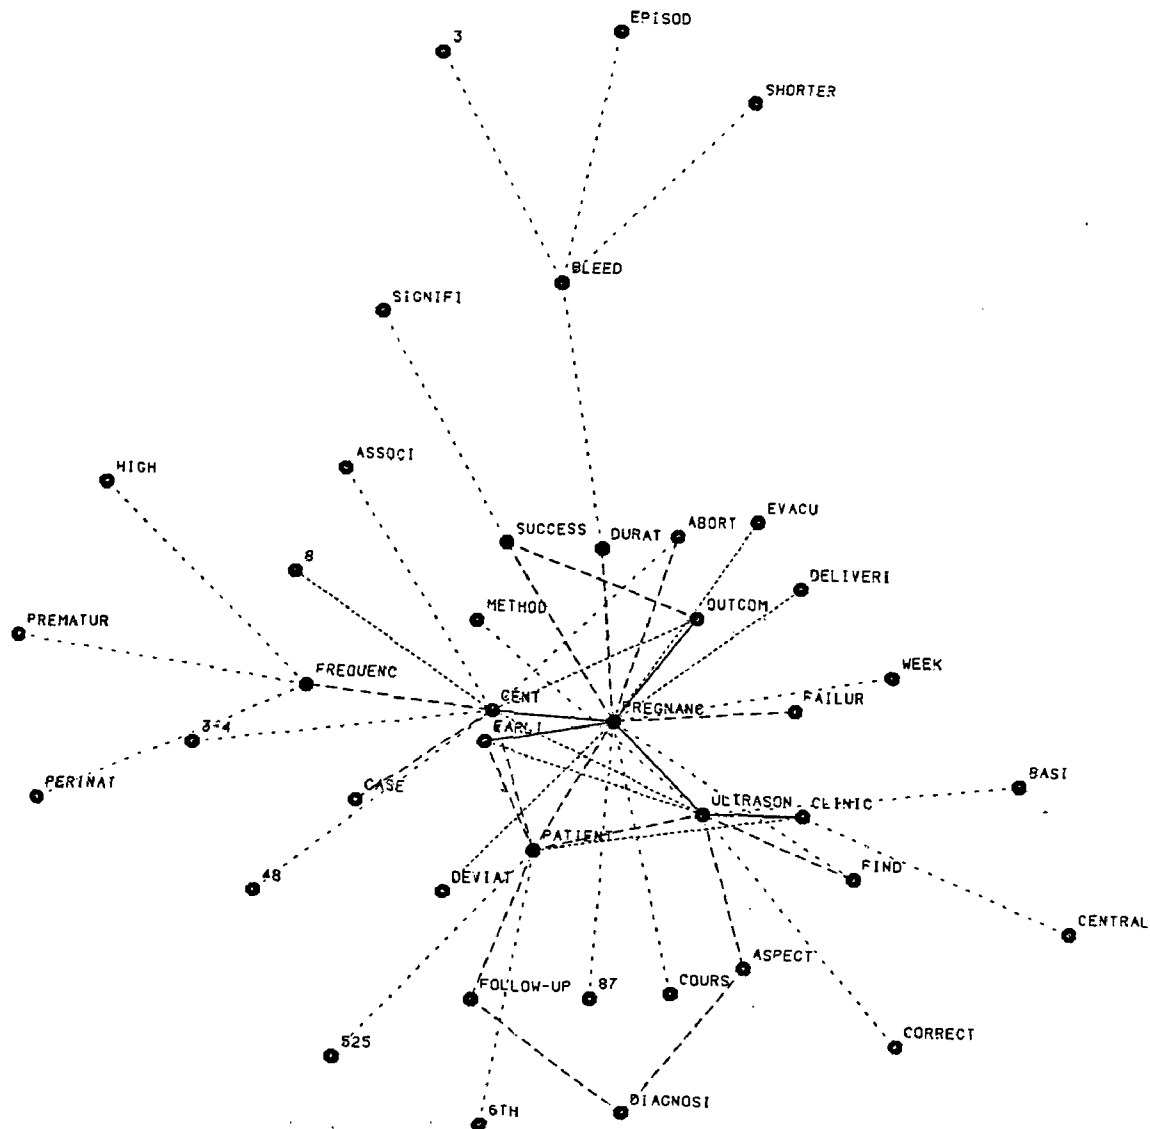 3
EPISOD
SHORTER
BLEED
SIGNIFI
ASSOCI
HIGH
SUCCESS
DURAT
ABORT
EVACU
8
DELIVERI
METHOD
OUTCOM
PREMATUR
FREQUENC
WEEK
CENT
PREGNANC
FAILUR
3-4
EARLI
PERINAT
CASE
BASI
ULTRASON
CLINIC
PATIENT
48
DEVIAT
FIND
CENTRAL
ASPECT
FOLLOW-UP
87
COURS
525
CORRECT
6TH
DIAGNOSI